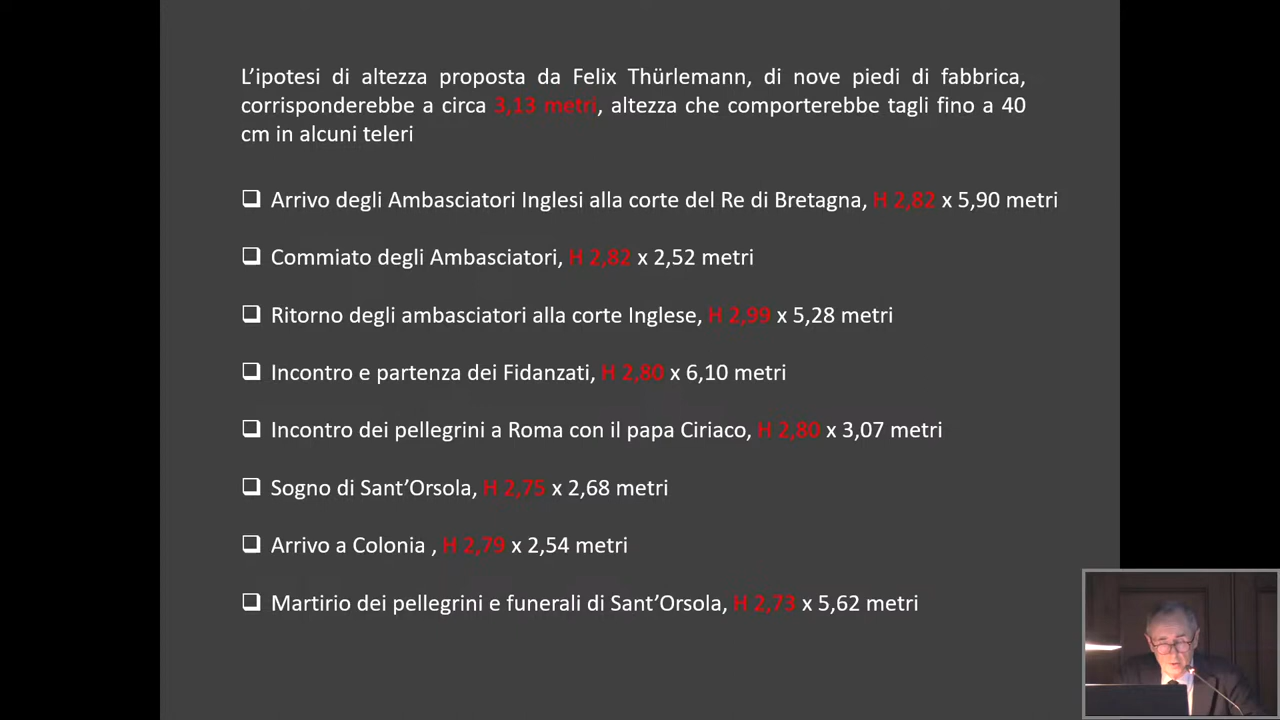 L’ipotesi di altezza proposta da Felix Thürlemann, di nove piedi di fabbrica,
corrisponderebbe a circa 3,13 metri, altezza che comporterebbe tagli fino a 40
cm in alcuni teleri
Arrivo degli Ambasciatori Inglesi alla corte del Re di Bretagna, H 2,82 x 5,90 metri
Commiato degli Ambasciatori, H 2,82 x 2,52 metri
Ritorno degli ambasciatori alla corte Inglese, H 2,99 x 5,28 metri
Incontro e partenza dei Fidanzati, H 2,80 x 6,10 metri
Incontro dei pellegrini a Roma con il papa Ciriaco, H 2,80 x 3,07 metri
Sogno di Sant’Orsola, H 2,75 x 2,68 metri
Arrivo a Colonia , H 2,79 x 2,54 metri
Martirio dei pellegrini e funerali di Sant’Orsola, H 2,73 x 5,62 metri